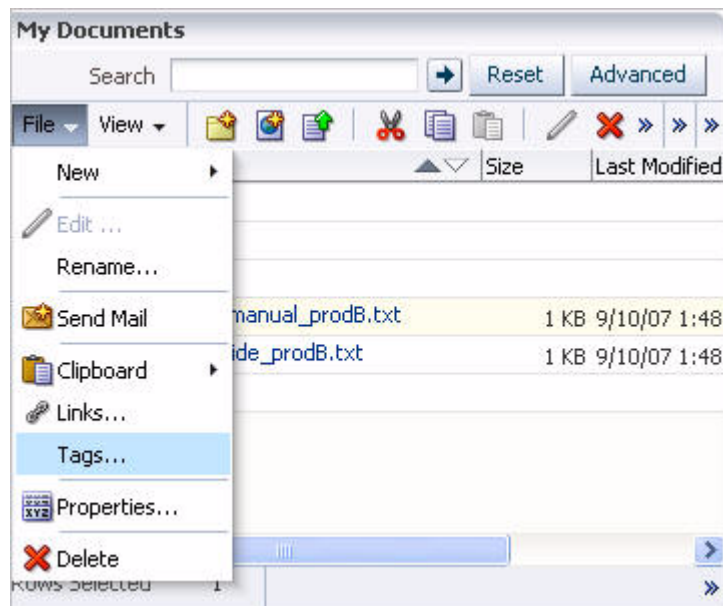 My Documents
Search Reset Advanced
File View
Size Last Modified
New
Edit ...
Rename...
Send Mail
manual_prodB.txt 1 KB 9/10/07 1:48
Clipboard
ide_prodB.txt 1 KB 9/10/07 1:48
Links...
Tags...
Properties...
Delete
Rows Selected 1